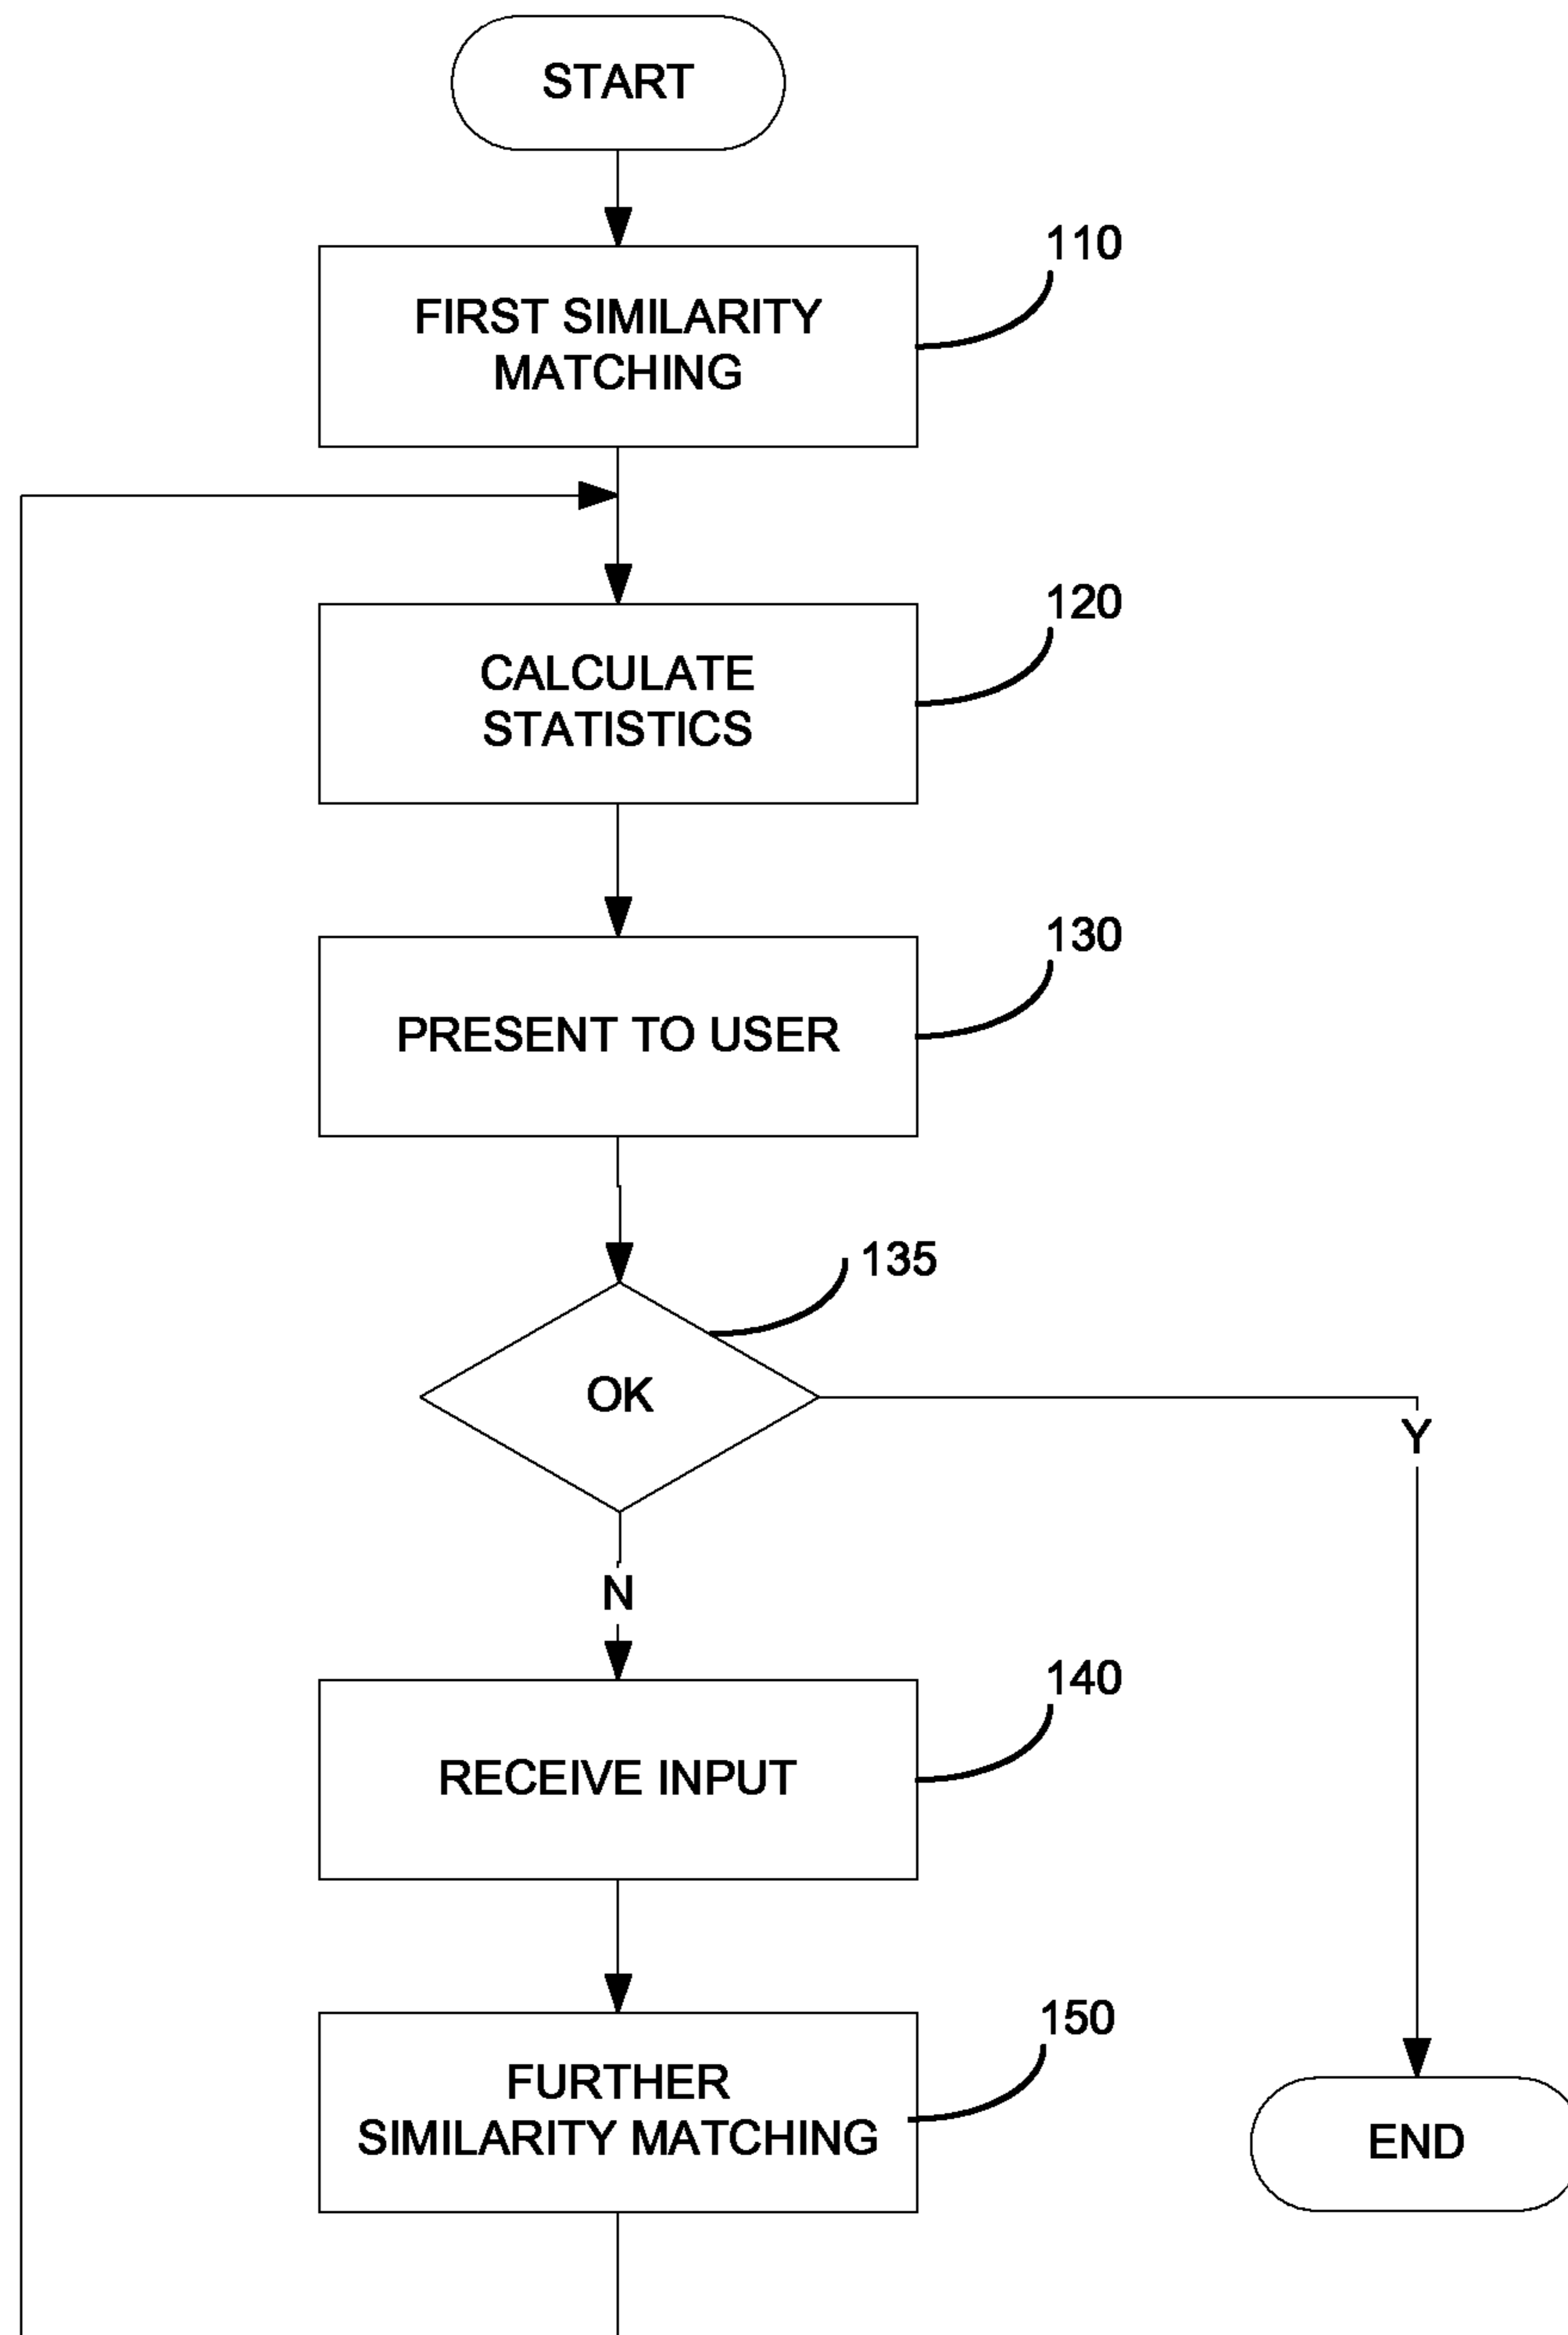 START
110
FIRST SIMILARITY
MATCHING
120
CALCULATE
STATISTICS
130
PRESENT TO USER
135
OK
Y
N
140
RECEIVE INPUT
150
FURTHER
SIMILARITY MATCHING
END